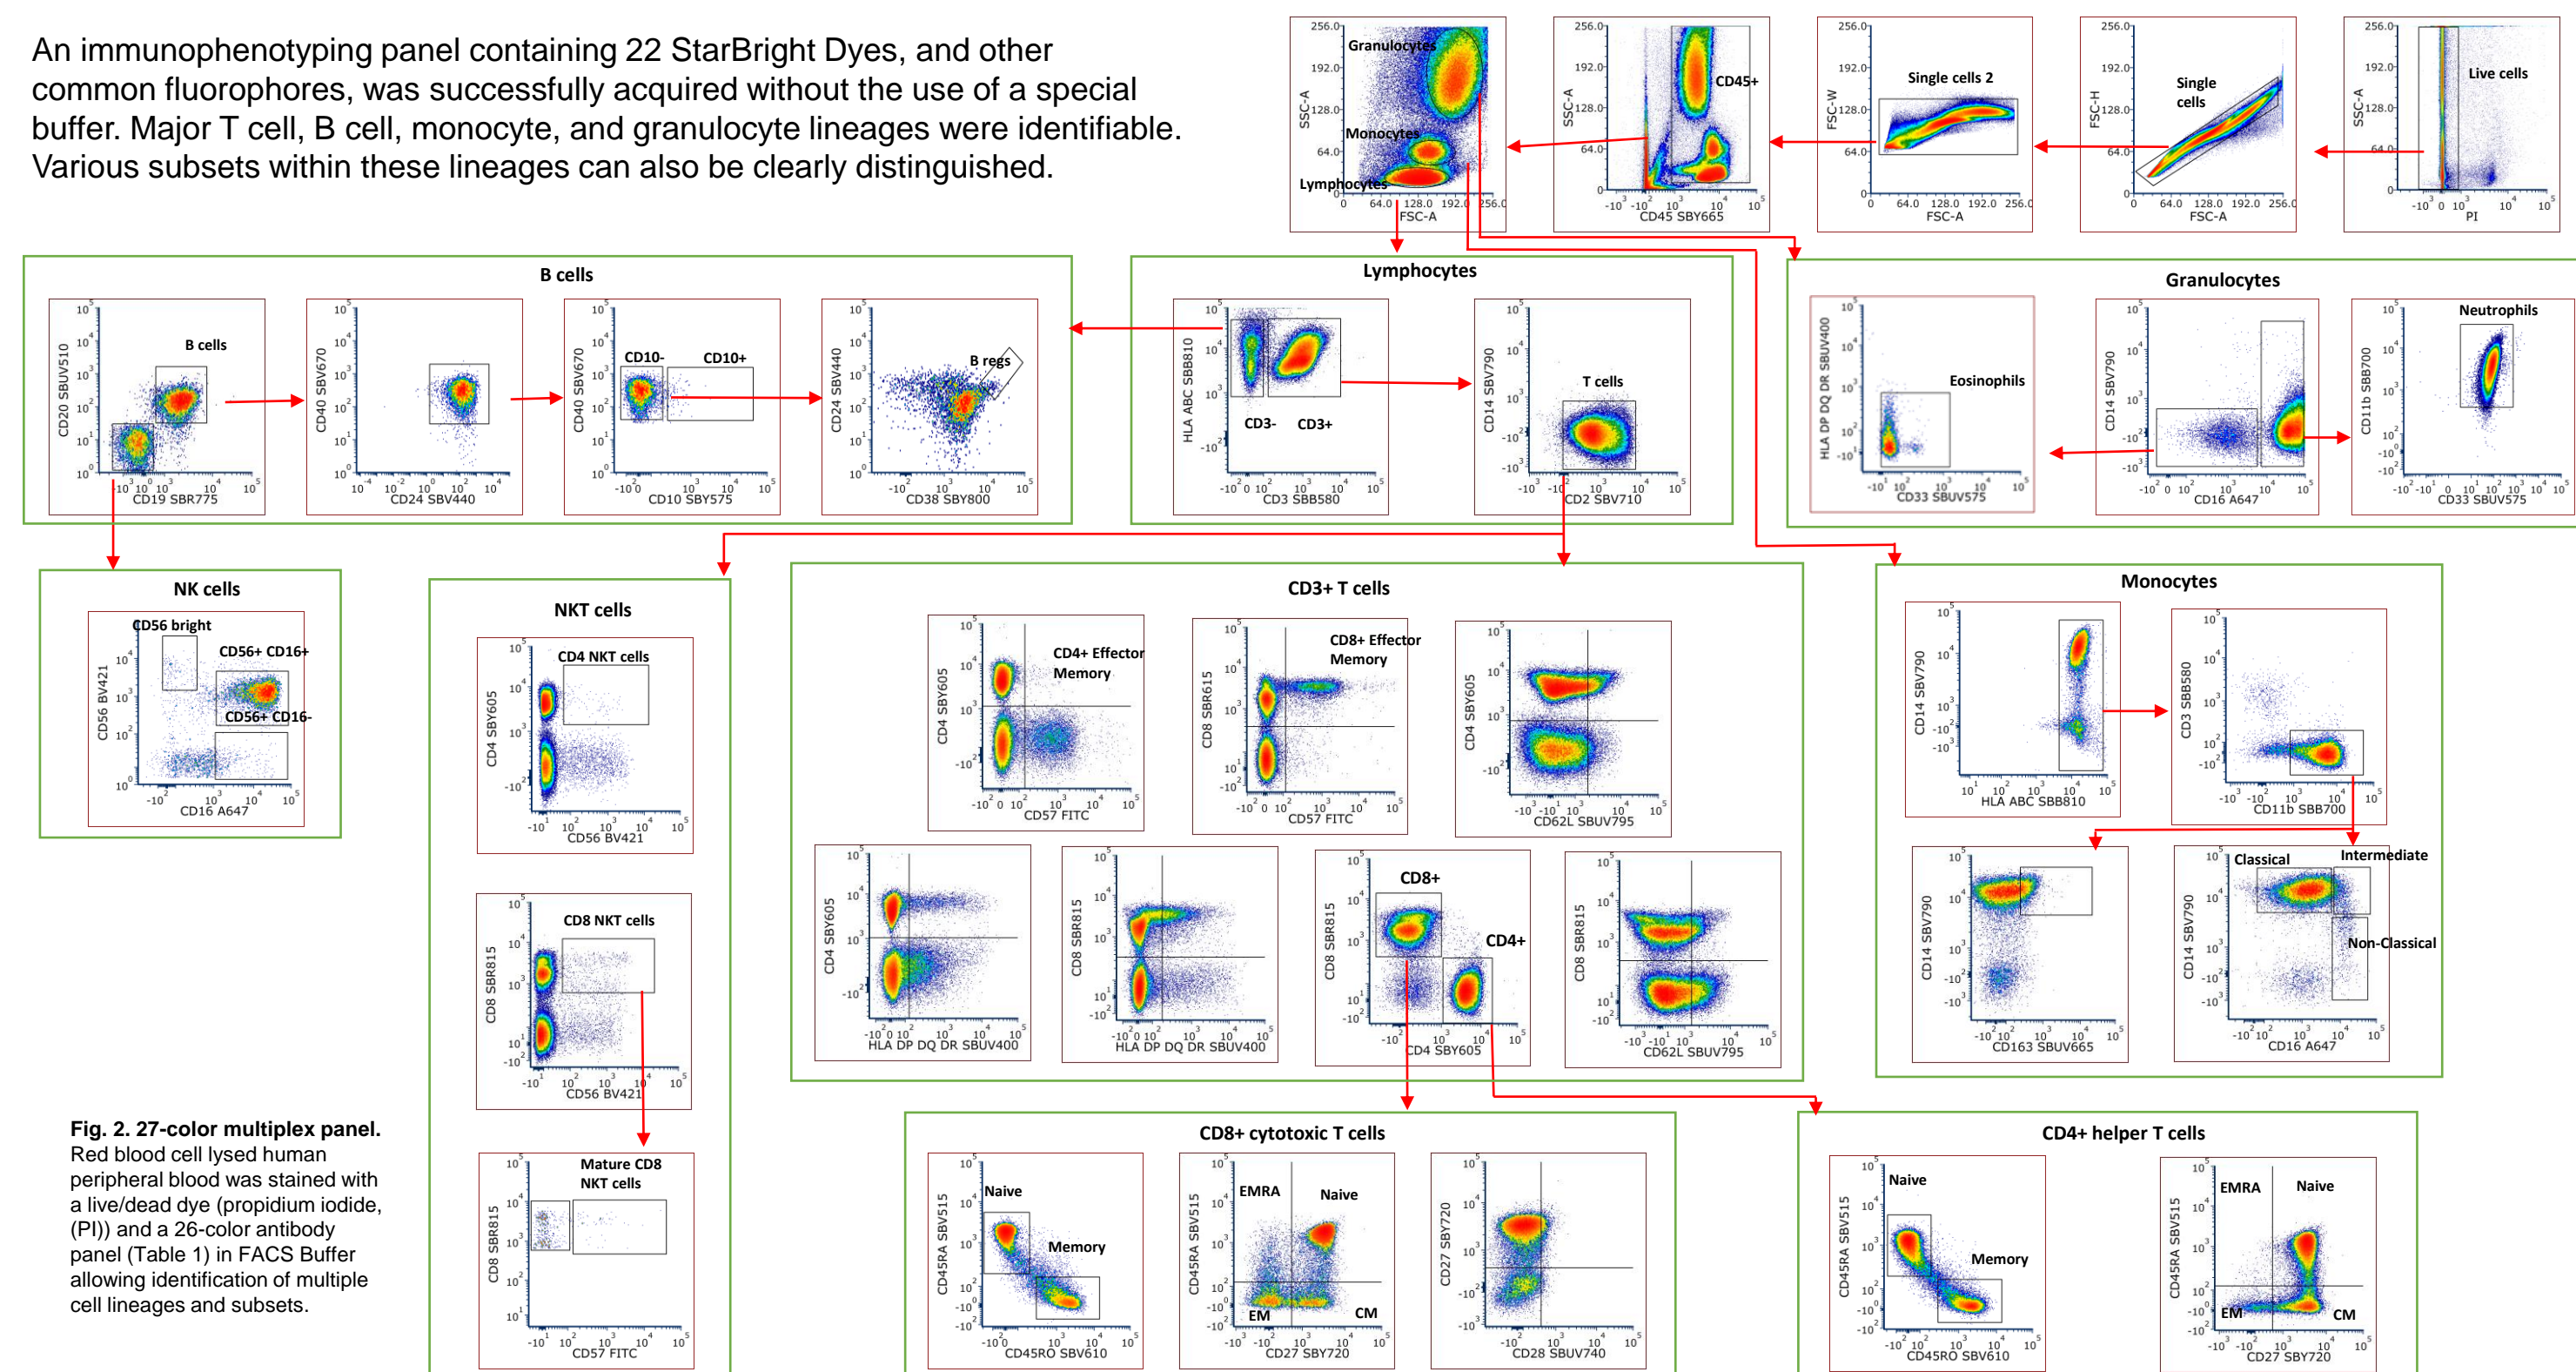 An immunophenotyping panel containing 22 StarBright Dyes, and other
common fluorophores, was successfully acquired without the use of a special
buffer. Major T cell, B cell, monocyte, and granulocyte lineages were identifiable.
Various subsets within these lineages can also be clearly distinguished.
Granulocytes
Monocytes
Lymphocytes
SSC-A
FSC-A
CD45+
SSC-A
CD45 SBY665
Single cells 2
FSC-W
FSC-A
Single
cells
FSC-H
FSC-A
Live cells
SSC-A
PI
B cells
B cells
CD20 SBUV510
CD19 SBR775
CD40 SBV670
CD24 SBV440
CD10-
CD10+
CD40 SBV670
CD10 SBY575
B regs
CD24 SBV440
CD38 SBY800
Lymphocytes
HLA ABC SBB810
CD3-
CD3+
CD3 SBB580
T cells
CD14 SBV790
CD2 SBV710
Granulocytes
Eosinophils
HLA DP DQ DR SBUV400
CD33 SBUV575
CD14 SBV790
CD16 A647
Neutrophils
CD11b SBB700
CD33 SBUV575
NK cells
CD56 bright
CD56+ CD16+
CD56+ CD16-
CD56 BV421
CD16 A647
NKT cells
CD4 NKT cells
CD4 SBY605
CD56 BV421
CD8 NKT cells
CD8 SBR815
CD56 BV421
Mature CD8
NKT cells
CD8 SBR815
CD57 FITC
CD3+ T cells
CD4+ Effector
Memory
CD4 SBY605
CD57 FITC
CD8+ Effector
Memory
CD8 SBR615
CD57 FITC
CD4 SBY605
CD62L SBUV795
CD4 SBY605
HLA DP DQ DR SBUV400
CD8 SBR815
HLA DP DQ DR SBUV400
CD8+
CD4+
CD8 SBR815
CD4 SBY605
CD8 SBR815
CD62L SBUV795
Monocytes
CD14 SBV790
HLA ABC SBB810
CD3 SBB580
CD11b SBB700
CD14 SBV790
CD163 SBUV665
Classical
Intermediate
Non-Classical
CD14 SBV790
CD16 A647
Fig. 2. 27-color multiplex panel.
Red blood cell lysed human
peripheral blood was stained with
a live/dead dye (propidium iodide,
(PI)) and a 26-color antibody
panel (Table 1) in FACS Buffer
allowing identification of multiple
cell lineages and subsets.
CD8+ cytotoxic T cells
Naive
Memory
CD45RA SBV515
CD45RO SBV610
EMRA
Naive
EM
CM
CD45RA SBV515
CD27 SBY720
CD27 SBY720
CD28 SBUV740
CD4+ helper T cells
Naive
Memory
CD45RA SBV515
CD45RO SBV610
EMRA
Naive
EM
CM
CD45RA SBV515
CD27 SBY720